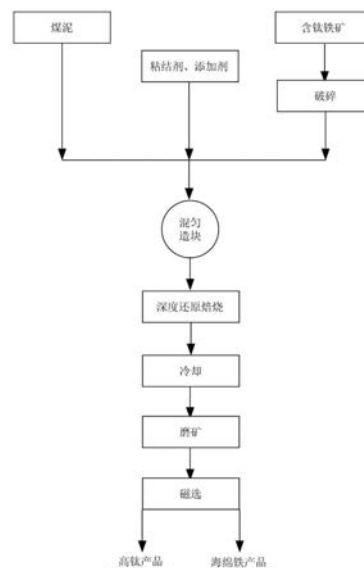 煤泥
粘结剂、添加剂
含钛铁矿
破碎
混匀
造块
深度还原焙烧
冷却
磨矿
磁选
高钛产品
海绵铁产品